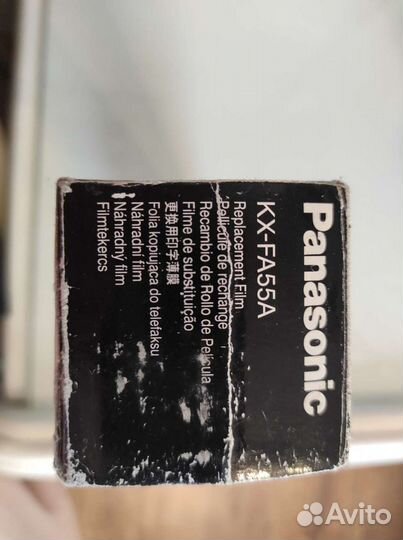 Panasonic
KX-FA55A
Replacement Film
Pellicule de rechange
Recambio de Rollo de Película
Filme de substituição
更換用印字薄膜
Folia kopiująca do telefaksu
Náhradní film
Náhradný film
Filmtekercs
Avito